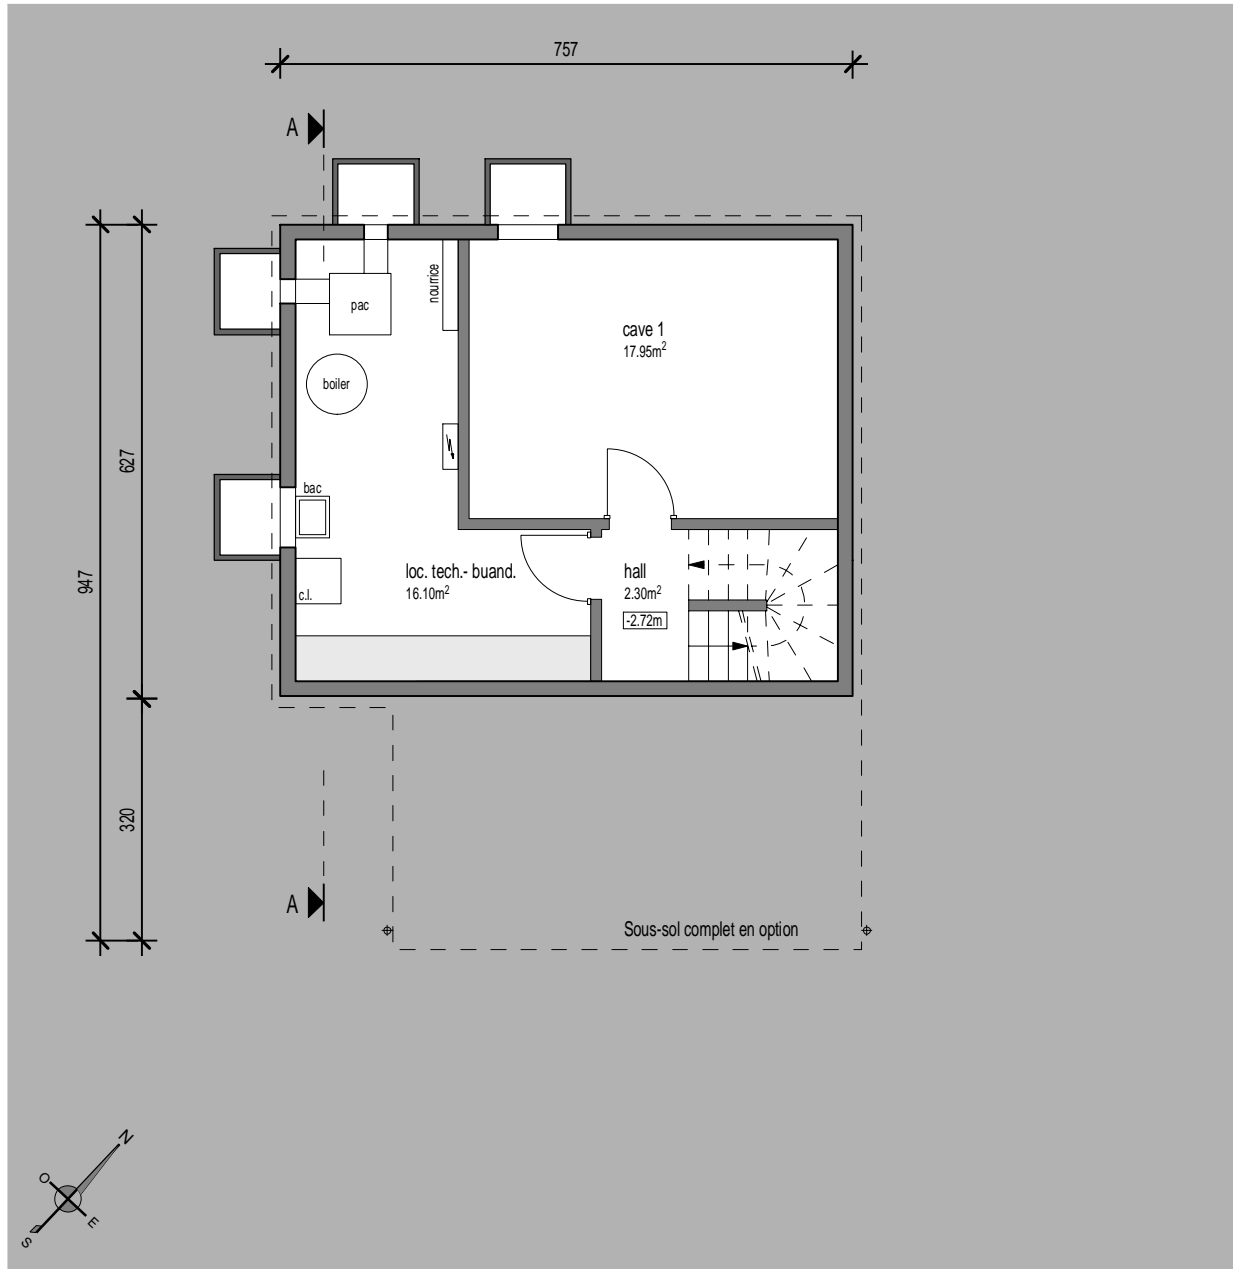 757
A
pac
nourrice
cave 1
17.95m²
boiler
627
bac
947
loc. tech.- buand.
16.10m²
hall
2.30m²
c.l.
-2.72m
320
A
Sous-sol complet en option
N
O
E
S